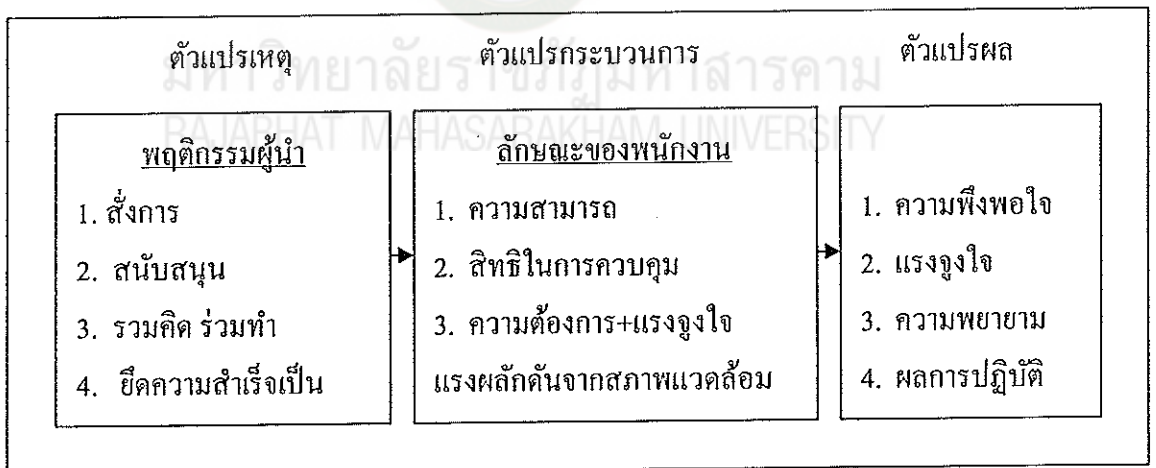 ตัวแปรเหตุ ตัวแปรกระบวนการ ตัวแปรผล
มหาวิทยาลัยราชภัฏมหาสารคาม
RAJABHAT MAHASARAKHAM UNIVERSITY
พฤติกรรมผู้นำ
1. สั่งการ
2. สนับสนุน
3. รวมคิด ร่วมทำ
4. ยึดความสำเร็จเป็น
ลักษณะของพนักงาน
1. ความสามารถ
2. สิทธิในการควบคุม
3. ความต้องการ+แรงจูงใจ
แรงผลักดันจากสภาพแวดล้อม
1. ความพึงพอใจ
2. แรงจูงใจ
3. ความพยายาม
4. ผลการปฏิบัติ